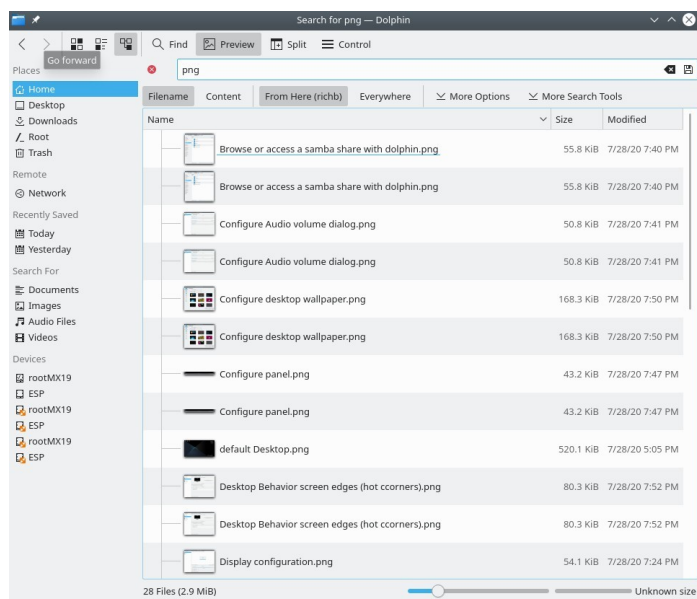 Search for png — Dolphin
Find Preview Split Control
Go forward
Places
Home
Desktop
Downloads
Root
Trash
Remote
Network
Recently Saved
Today
Yesterday
Search For
Documents
Images
Audio Files
Videos
Devices
rootMX19
ESP
rootMX19
ESP
rootMX19
ESP
png
Filename Content From Here (richb) Everywhere More Options More Search Tools
Name Size Modified
Browse or access a samba share with dolphin.png 55.8 KiB 7/28/20 7:40 PM
Browse or access a samba share with dolphin.png 55.8 KiB 7/28/20 7:40 PM
Configure Audio volume dialog.png 50.8 KiB 7/28/20 7:41 PM
Configure Audio volume dialog.png 50.8 KiB 7/28/20 7:41 PM
Configure desktop wallpaper.png 168.3 KiB 7/28/20 7:50 PM
Configure desktop wallpaper.png 168.3 KiB 7/28/20 7:50 PM
Configure panel.png 43.2 KiB 7/28/20 7:47 PM
Configure panel.png 43.2 KiB 7/28/20 7:47 PM
default Desktop.png 520.1 KiB 7/28/20 5:05 PM
Desktop Behavior screen edges (hot ccorners).png 80.3 KiB 7/28/20 7:52 PM
Desktop Behavior screen edges (hot ccorners).png 80.3 KiB 7/28/20 7:52 PM
Display configuration.png 54.1 KiB 7/28/20 7:24 PM
28 Files (2.9 MiB) Unknown size